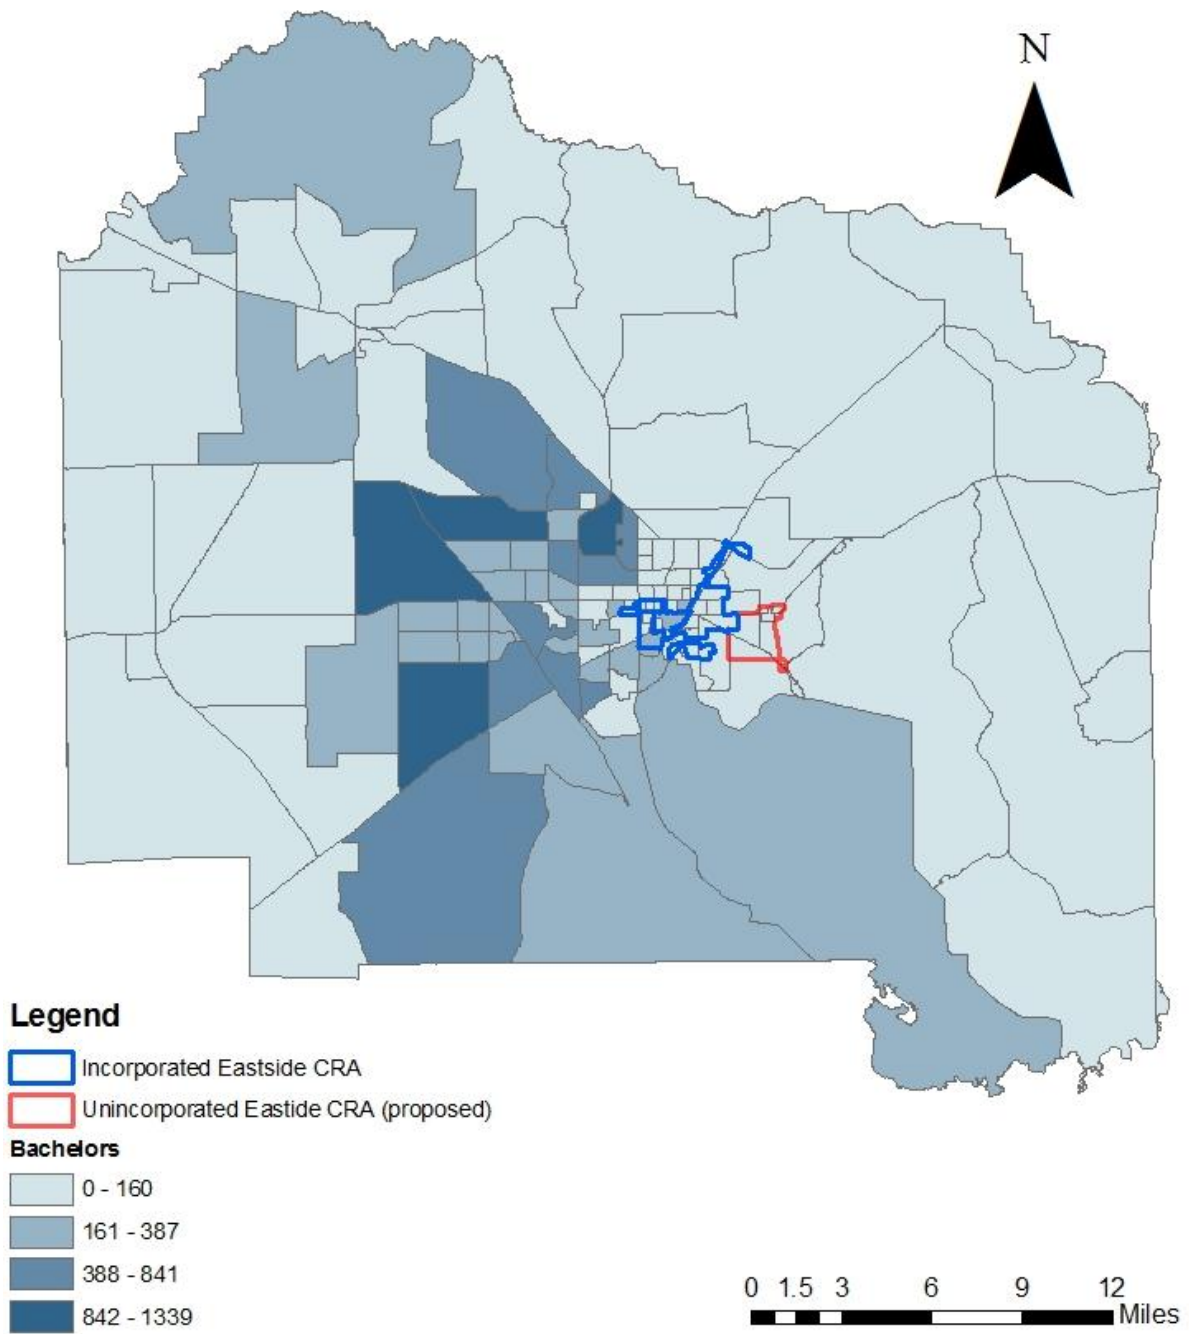 N
Legend
Incorporated Eastside CRA
Unincorporated Eastide CRA (proposed)
Bachelors
0 - 160
161 - 387
388 - 841
842 - 1339
0 1.5 3 6 9 12
Miles